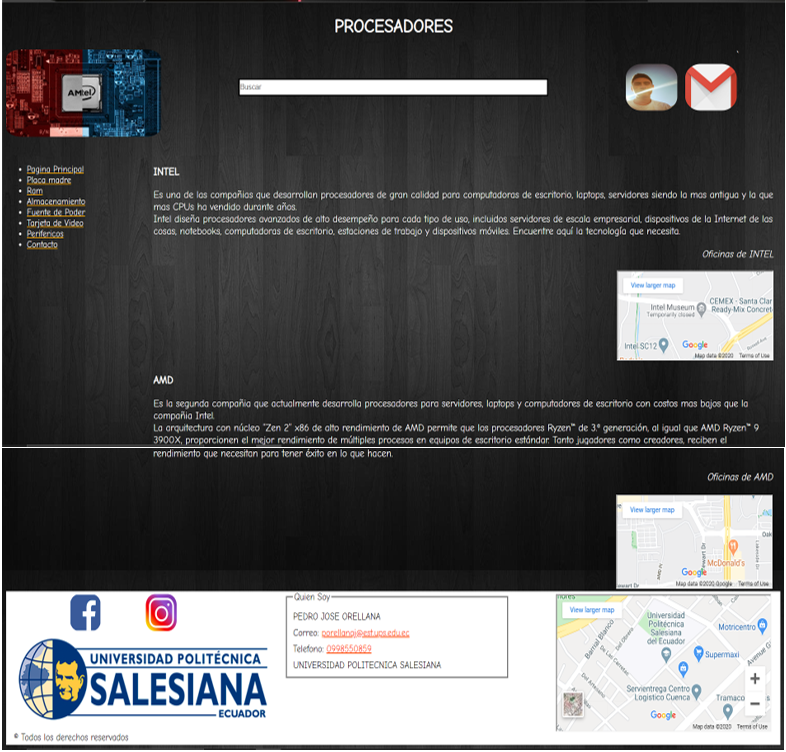 PROCESADORES
AMtel
Buscar
Pagina Principal
Placa madre
Ram
Almacenamiento
Fuente de Poder
Tarjeta de Video
Perifericos
Contacto
INTEL
Es una de las compañias que desarrollan procesadores de gran calidad para computadoras de escritorio, laptops, servidores siendo la mas antigua y la que
mas CPUs ha vendido durante años.
Intel diseña procesadores avanzados de alto desempeño para cada tipo de uso, incluidos servidores de escala empresarial, dispositivos de la Internet de las
cosas, notebooks, computadoras de escritorio, estaciones de trabajo y dispositivos móviles. Encuentre aquí la tecnología que necesita.
Oficinas de INTEL
View larger map
Intel Museum
Temporarily closed
CEMEX - Santa Clar
Ready-Mix Concret
Intel SC12
Google
Map data ©2020 Terms of Use
AMD
Es la segunda compañia que actualmente desarrolla procesadores para servidores, laptops y computadores de escritorio con costos mas bajos que la
compañia Intel.
La arquitectura con núcleo "Zen 2" x86 de alto rendimiento de AMD permite que los procesadores Ryzen™ de 3.ª generación, al igual que AMD Ryzen™ 9
3900X, proporcionen el mejor rendimiento de múltiples procesos en equipos de escritorio estándar. Tanto jugadores como creadores, reciben el
rendimiento que necesitan para tener éxito en lo que hacen.
Oficinas de AMD
View larger map
McDonald's
Google
Map data ©2020 Google Terms of Use
Quien Soy
PEDRO JOSE ORELLANA
Correo: porellanaj@est.ups.edu.ec
Telefono: 0998550859
UNIVERSIDAD POLITECNICA SALESIANA
UNIVERSIDAD POLITÉCNICA
SALESIANA
ECUADOR
View larger map
Universidad
Politécnica
Salesiana
del Ecuador
Motricentro
Supermaxi
Servientrega Centro
Logistico Cuenca
Tramaco
Google
Map data ©2020 Terms of Use
© Todos los derechos reservados